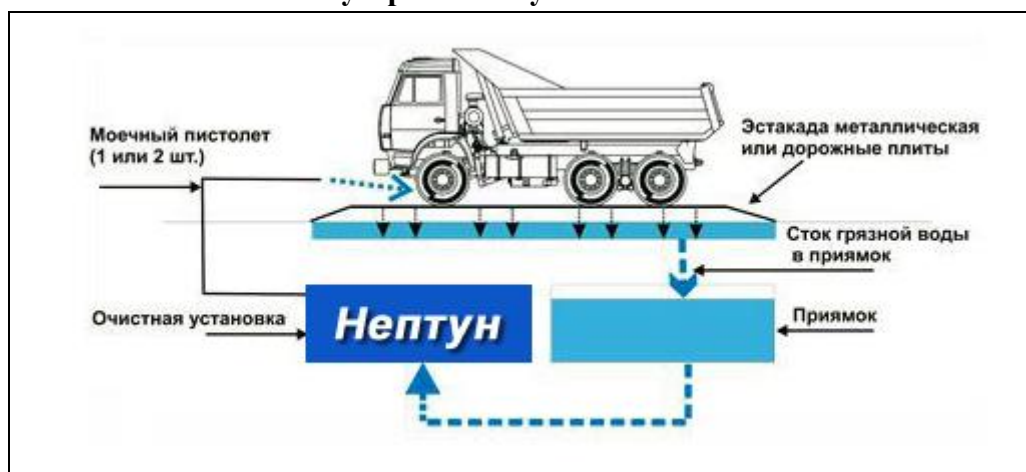 Моечный пистолет
(1 или 2 шт.)
Эстакада металлическая
или дорожные плиты
Сток грязной воды
в приямок
Очистная установка
Нептун
Приямок